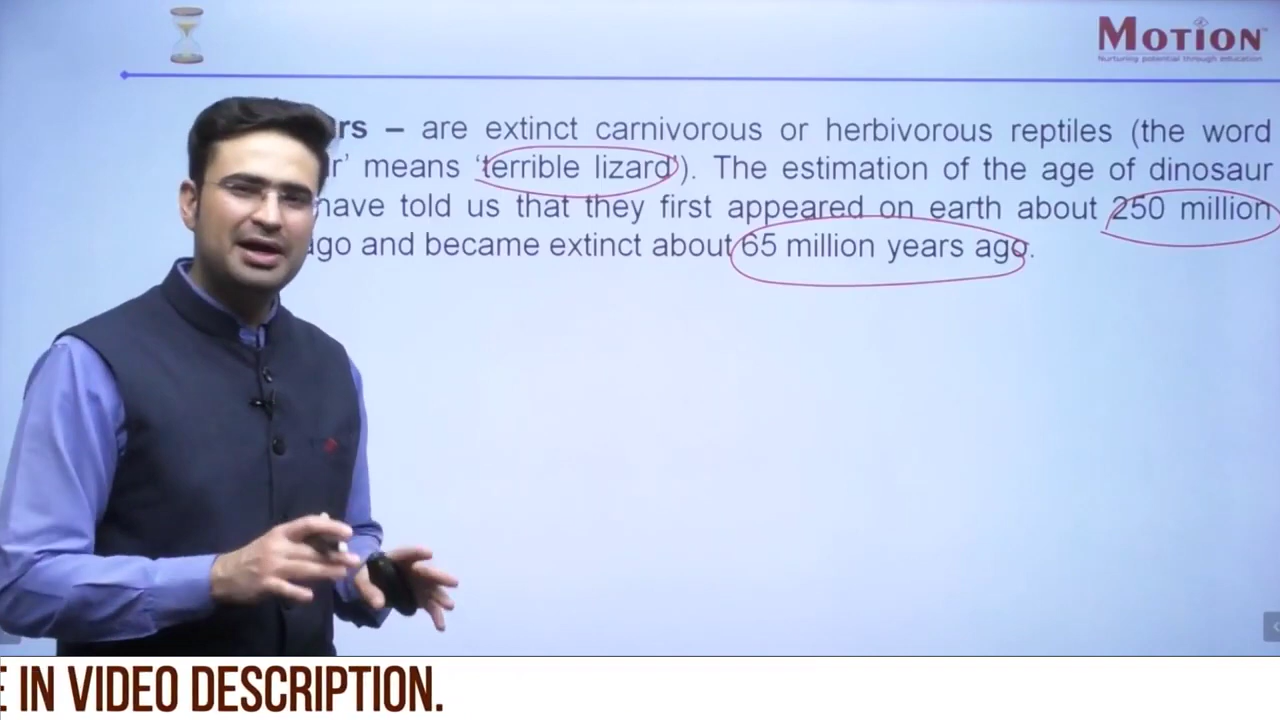 MOTION
Nurturing potential through education
rs – are extinct carnivorous or herbivorous reptiles (the word
r’ means ‘terrible lizard’). The estimation of the age of dinosaur
have told us that they first appeared on earth about 250 million
ago and became extinct about 65 million years ago.
E IN VIDEO DESCRIPTION.